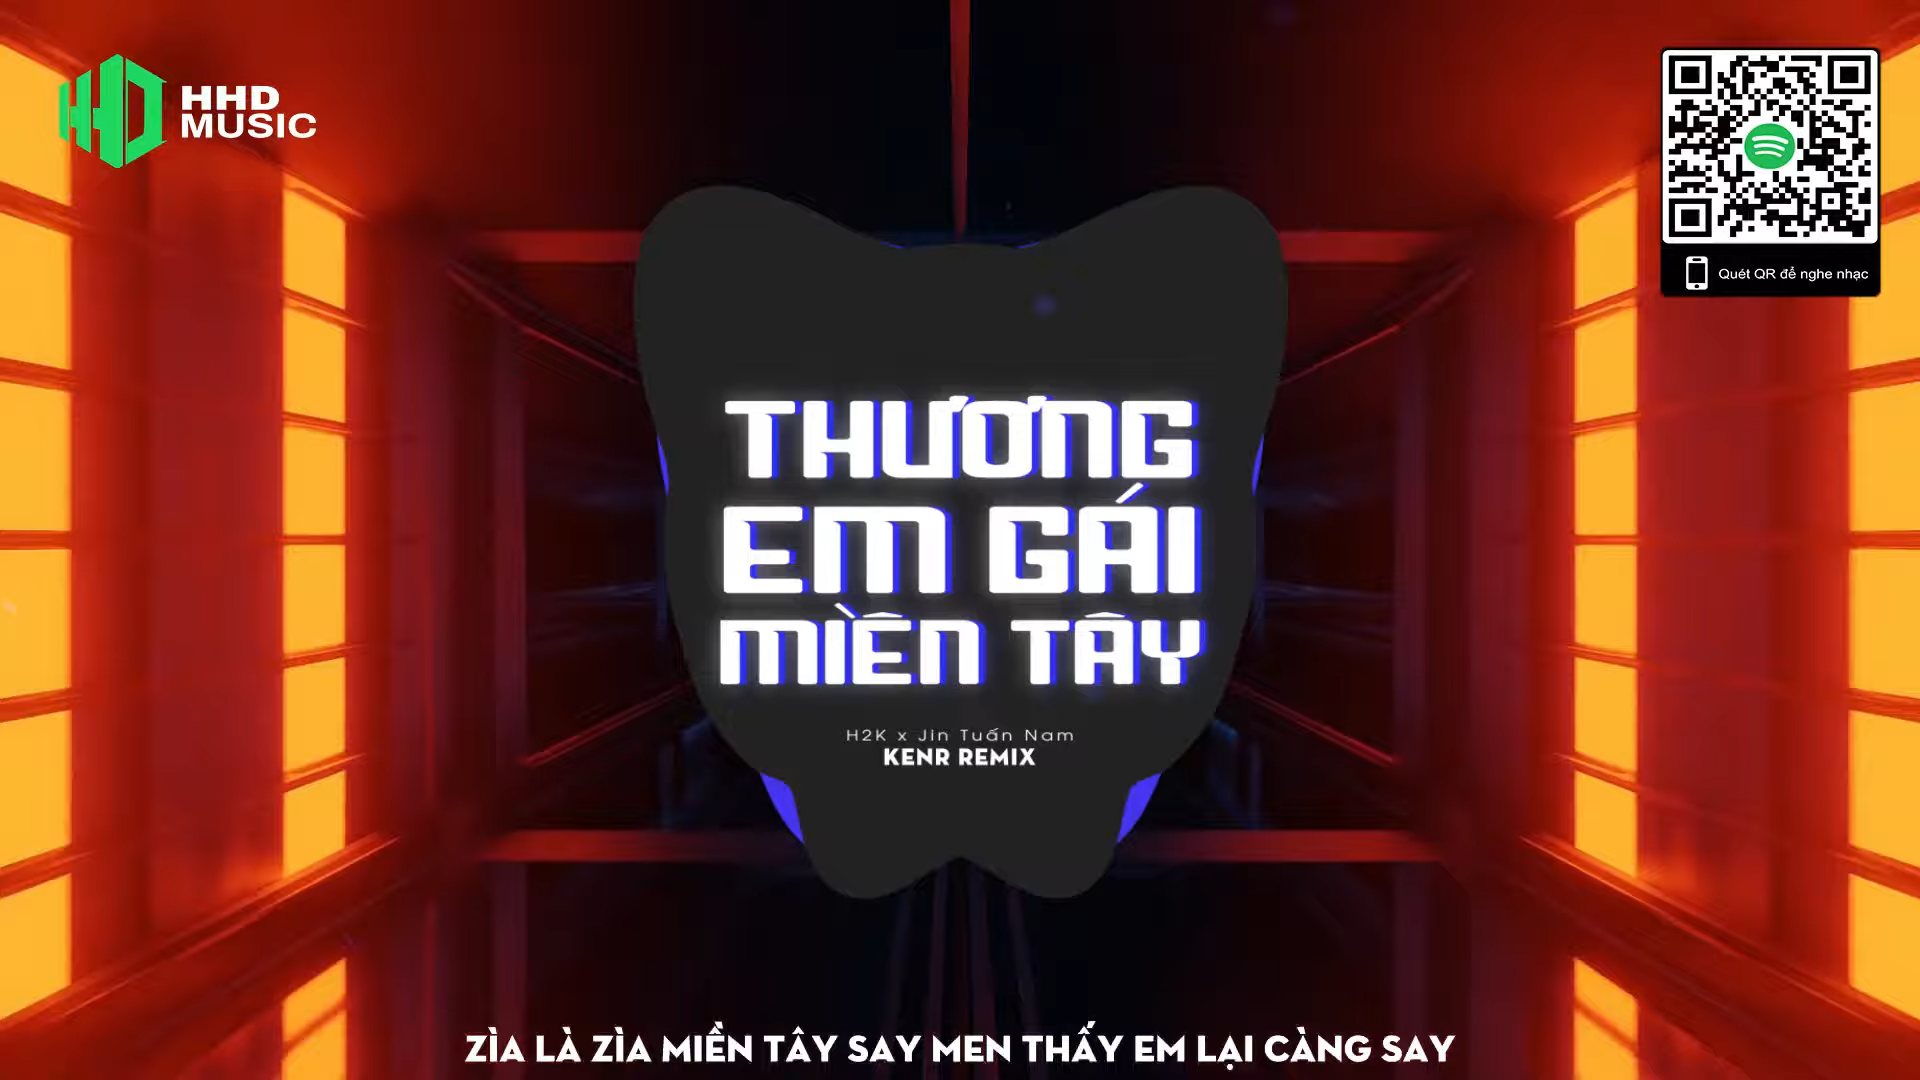 HHD
MUSIC
Quét QR để nghe nhạc
THƯƠNG
EM GÁI
MIỀN TÂY
H2K x Jin Tuấn Nam
KENR REMIX
ZÌA LÀ ZÌA MIỀN TÂY SAY MEN THẤY EM LẠI CÀNG SAY